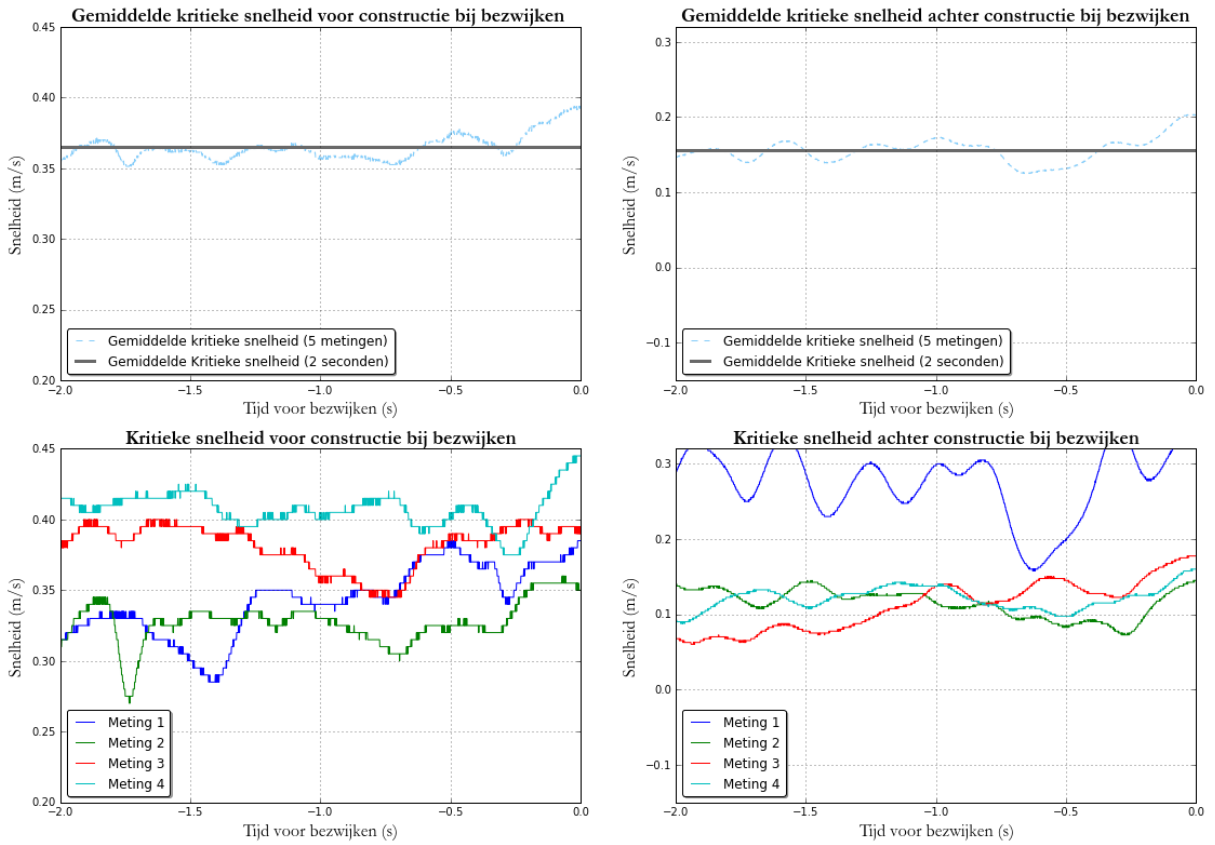 Gemiddelde kritieke snelheid voor constructie bij bezwijken
0.45
0.40
0.35
0.30
0.25
0.20
Snelheid (m/s)
Gemiddelde kritieke snelheid (5 metingen)
Gemiddelde Kritieke snelheid (2 seconden)
−2.0 −1.5 −1.0 −0.5 0.0
Tijd voor bezwijken (s)
Gemiddelde kritieke snelheid achter constructie bij bezwijken
0.3
0.2
0.1
0.0
−0.1
Snelheid (m/s)
Gemiddelde kritieke snelheid (5 metingen)
Gemiddelde Kritieke snelheid (2 seconden)
−2.0 −1.5 −1.0 −0.5 0.0
Tijd voor bezwijken (s)
Kritieke snelheid voor constructie bij bezwijken
0.45
0.40
0.35
0.30
0.25
0.20
Snelheid (m/s)
Meting 1
Meting 2
Meting 3
Meting 4
−2.0 −1.5 −1.0 −0.5 0.0
Tijd voor bezwijken (s)
Kritieke snelheid achter constructie bij bezwijken
0.3
0.2
0.1
0.0
−0.1
Snelheid (m/s)
Meting 1
Meting 2
Meting 3
Meting 4
−2.0 −1.5 −1.0 −0.5 0.0
Tijd voor bezwijken (s)